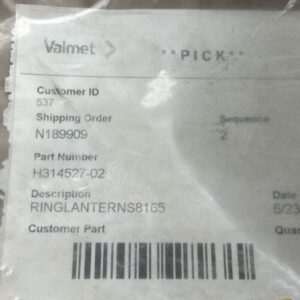 Valmet **PICK**
Customer ID
537
Shipping Order Sequence
N189909 2
Part Number
H314527-02
Description
RINGLANTERNS8165 6/23
Customer Part Qua